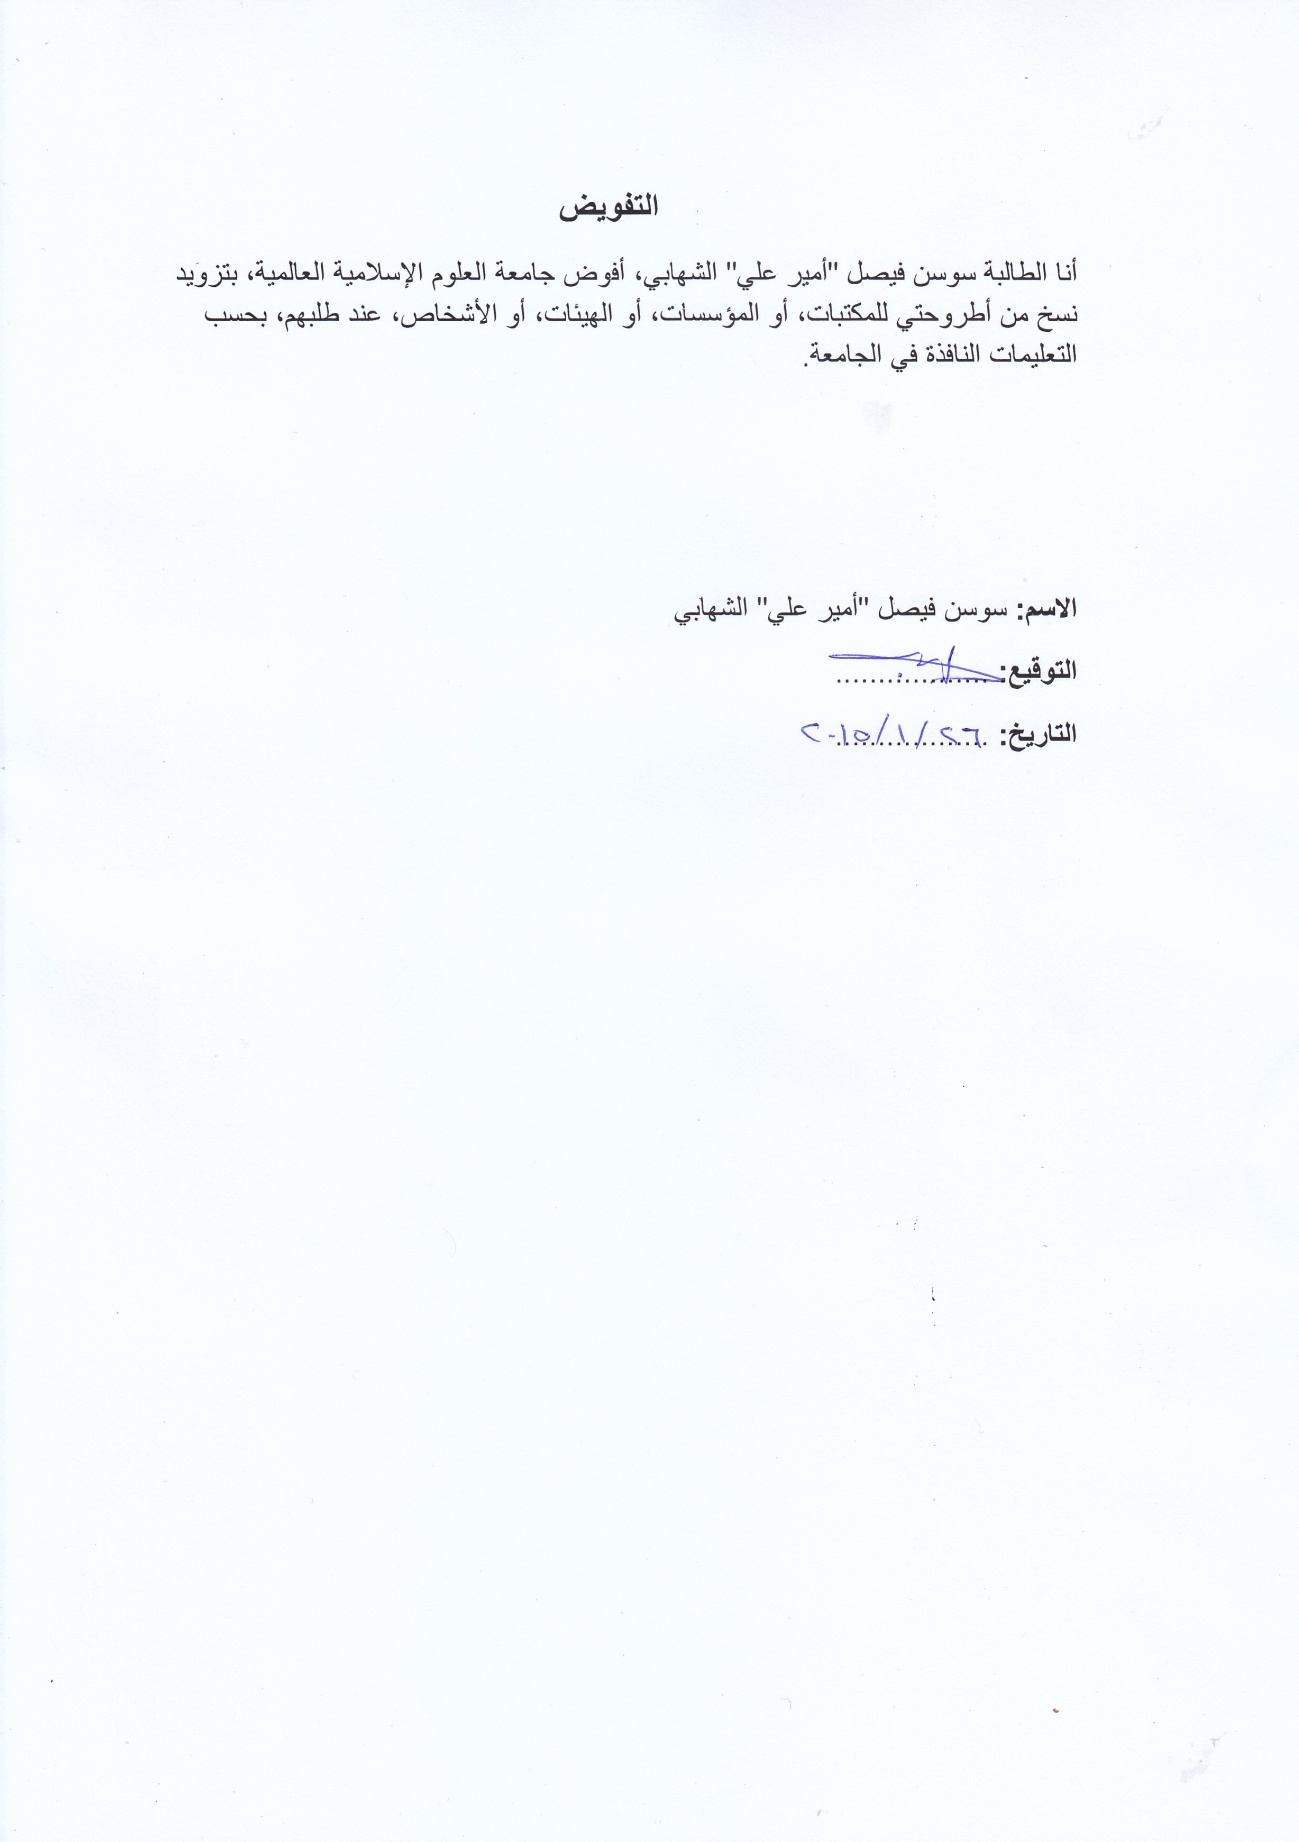 التفويض
أنا الطالبة سوسن فيصل "أمير علي" الشهابي، أفوض جامعة العلوم الإسلامية العالمية، بتزويد
نسخ من أطروحتي للمكتبات، أو المؤسسات، أو الهيئات، أو الأشخاص، عند طلبهم، بحسب
التعليمات النافذة في الجامعة.
الاسم: سوسن فيصل "أمير علي" الشهابي
التوقيع:
التاريخ: ٢٦/ ١/ ٢٠١٥